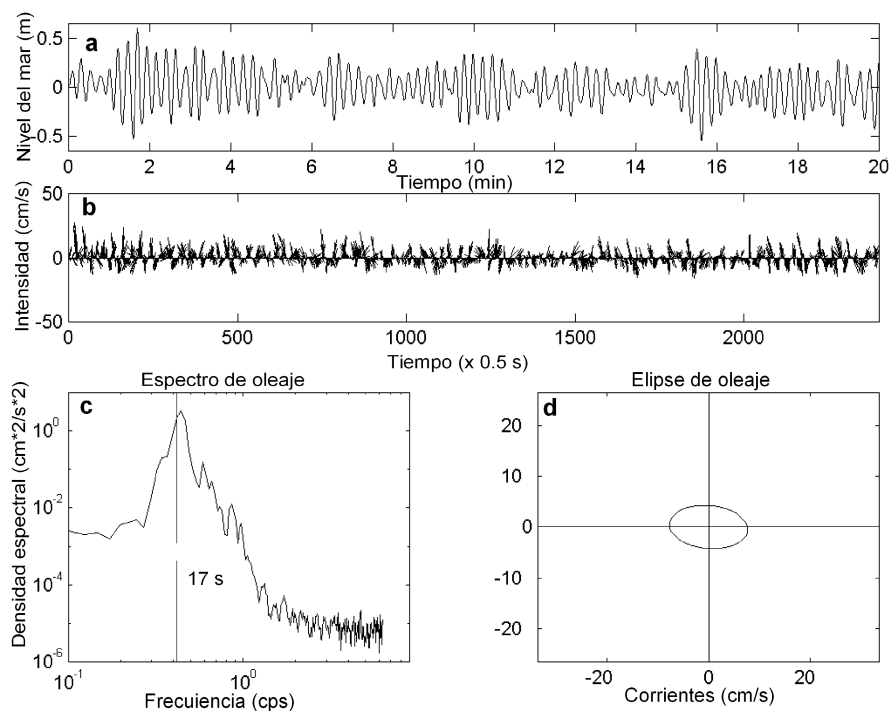 a
Nivel del mar (m)
0.5
0
-0.5
0 2 4 6 8 10 12 14 16 18 20
Tiempo (min)
b
Intensidad (cm/s)
50
0
-50
0 500 1000 1500 2000
Tiempo (x 0.5 s)
Espectro de oleaje
c
Densidad espectral (cm*2/s*2)
10^0
10^-2
10^-4
10^-6
17 s
10^-1 10^0
Frecuiencia (cps)
Elipse de oleaje
d
20
10
0
-10
-20
-20 0 20
Corrientes (cm/s)